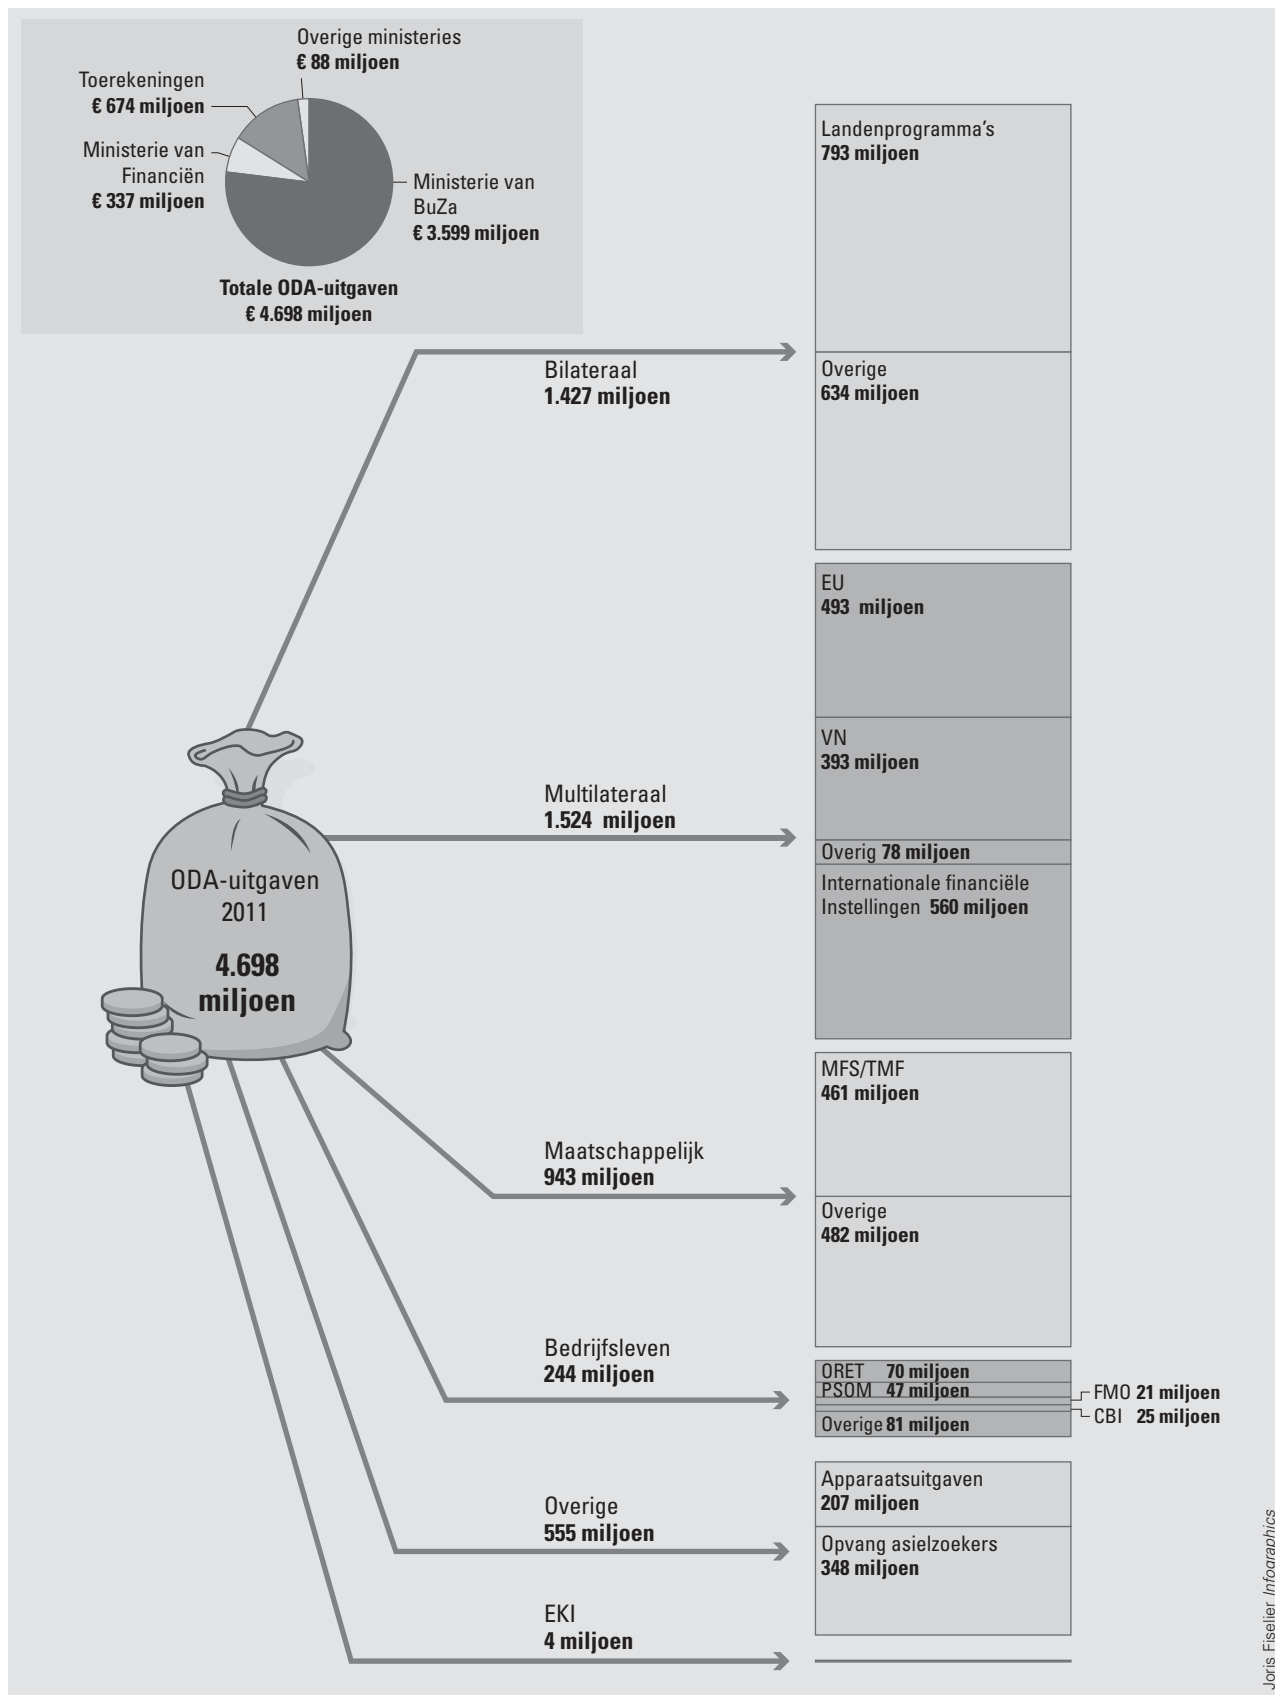 Overige ministeries
€ 88 miljoen
Toerekeningen
€ 674 miljoen
Ministerie van
Financiën
€ 337 miljoen
Ministerie van
BuZa
€ 3.599 miljoen
Totale ODA-uitgaven
€ 4.698 miljoen
Landenprogramma's
793 miljoen
Bilateraal
1.427 miljoen
Overige
634 miljoen
EU
493 miljoen
VN
393 miljoen
Multilateraal
1.524 miljoen
Overig 78 miljoen
Internationale financiële
Instellingen 560 miljoen
ODA-uitgaven
2011
4.698
miljoen
MFS/TMF
461 miljoen
Maatschappelijk
943 miljoen
Overige
482 miljoen
Bedrijfsleven
244 miljoen
ORET 70 miljoen
PSOM 47 miljoen
FMO 21 miljoen
CBI 25 miljoen
Overige 81 miljoen
Apparaatsuitgaven
207 miljoen
Overige
555 miljoen
Opvang asielzoekers
348 miljoen
EKI
4 miljoen
Joris Fiselier Infographics